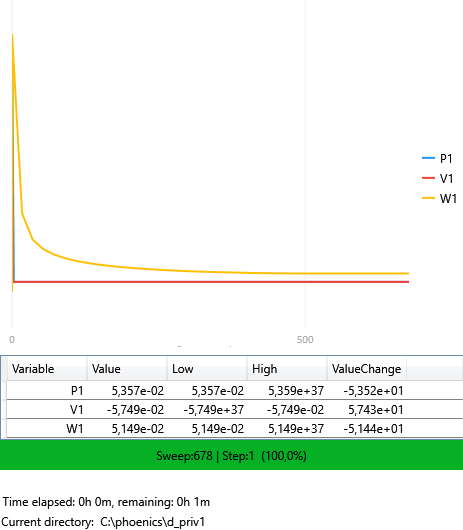 P1
V1
W1
0 500
Variable Value Low High ValueChange
P1 5,357e-02 5,357e-02 5,359e+37 -5,352e+01
V1 -5,749e-02 -5,749e+37 -5,749e-02 5,743e+01
W1 5,149e-02 5,149e-02 5,149e+37 -5,144e+01
Sweep:678 | Step:1 (100,0%)
Time elapsed: 0h 0m, remaining: 0h 1m
Current directory: C:\phoenics\d_priv1